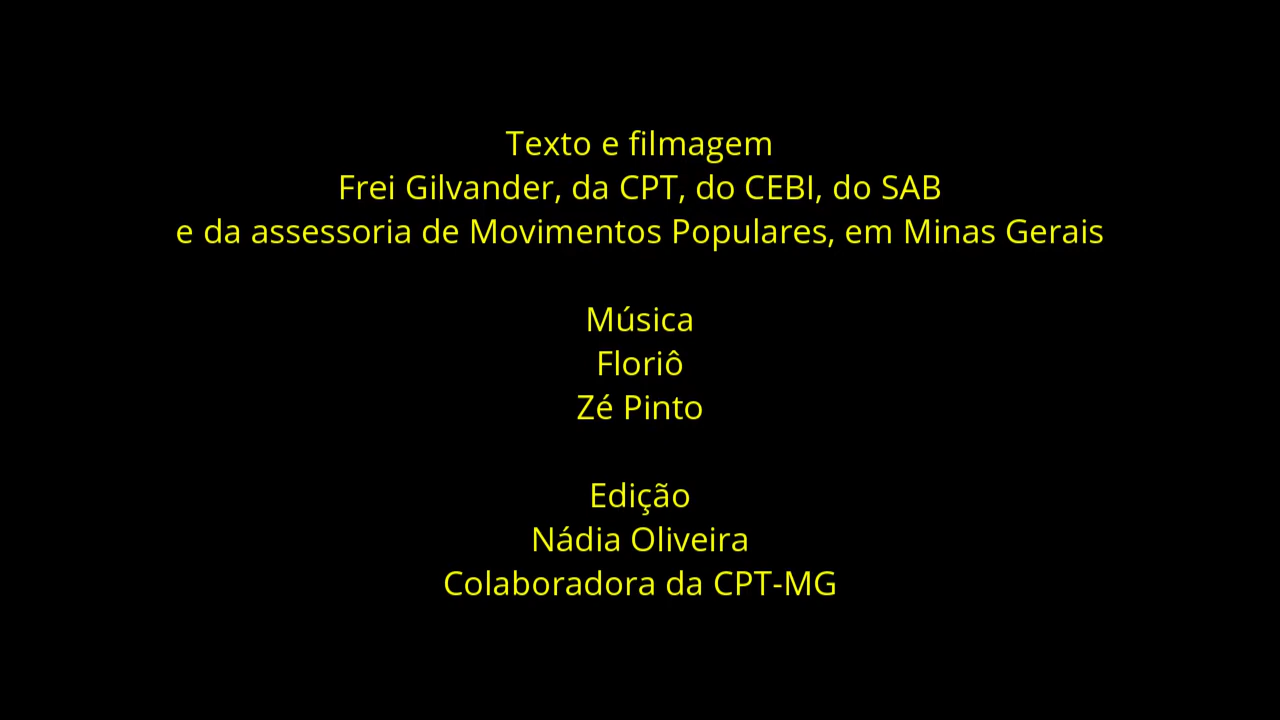 Texto e filmagem
Frei Gilvander, da CPT, do CEBI, do SAB
e da assessoria de Movimentos Populares, em Minas Gerais
Música
Floriô
Zé Pinto
Edição
Nádia Oliveira
Colaboradora da CPT-MG